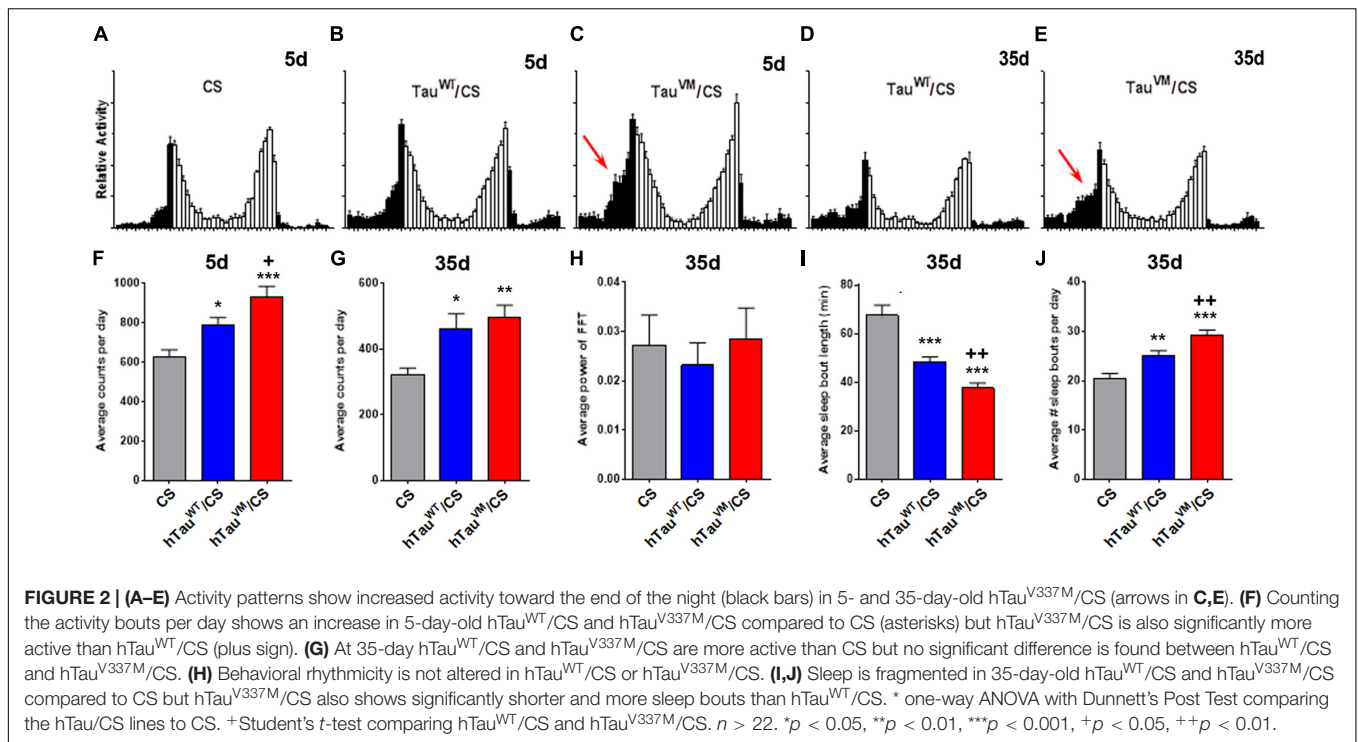 A B C D E
5d 5d 5d 35d 35d
CS Tau^WT/CS Tau^VM/CS Tau^WT/CS Tau^VM/CS
Relative Activity
F 5d
Average counts per day
1000
800
600
400
200
0
* + ***
CS hTau^WT/CS hTau^VM/CS
G 35d
Average counts per day
600
400
200
0
* **
CS hTau^WT/CS hTau^VM/CS
H 35d
Average power of FFT
0.04
0.03
0.02
0.01
0.00
CS hTau^WT/CS hTau^VM/CS
I 35d
Average sleep bout length (min)
80
60
40
20
0
*** ++ ***
CS hTau^WT/CS hTau^VM/CS
J 35d
Average # sleep bouts per day
40
30
20
10
0
** ++ ***
CS hTau^WT/CS hTau^VM/CS
FIGURE 2 | (A–E) Activity patterns show increased activity toward the end of the night (black bars) in 5- and 35-day-old hTau^V337M/CS (arrows in C,E). (F) Counting
the activity bouts per day shows an increase in 5-day-old hTau^WT/CS and hTau^V337M/CS compared to CS (asterisks) but hTau^V337M/CS is also significantly more
active than hTau^WT/CS (plus sign). (G) At 35-day hTau^WT/CS and hTau^V337M/CS are more active than CS but no significant difference is found between hTau^WT/CS
and hTau^V337M/CS. (H) Behavioral rhythmicity is not altered in hTau^WT/CS or hTau^V337M/CS. (I,J) Sleep is fragmented in 35-day-old hTau^WT/CS and hTau^V337M/CS
compared to CS but hTau^V337M/CS also shows significantly shorter and more sleep bouts than hTau^WT/CS. * one-way ANOVA with Dunnett's Post Test comparing
the hTau/CS lines to CS. +Student's t-test comparing hTau^WT/CS and hTau^V337M/CS. n > 22. *p < 0.05, **p < 0.01, ***p < 0.001, +p < 0.05, ++p < 0.01.